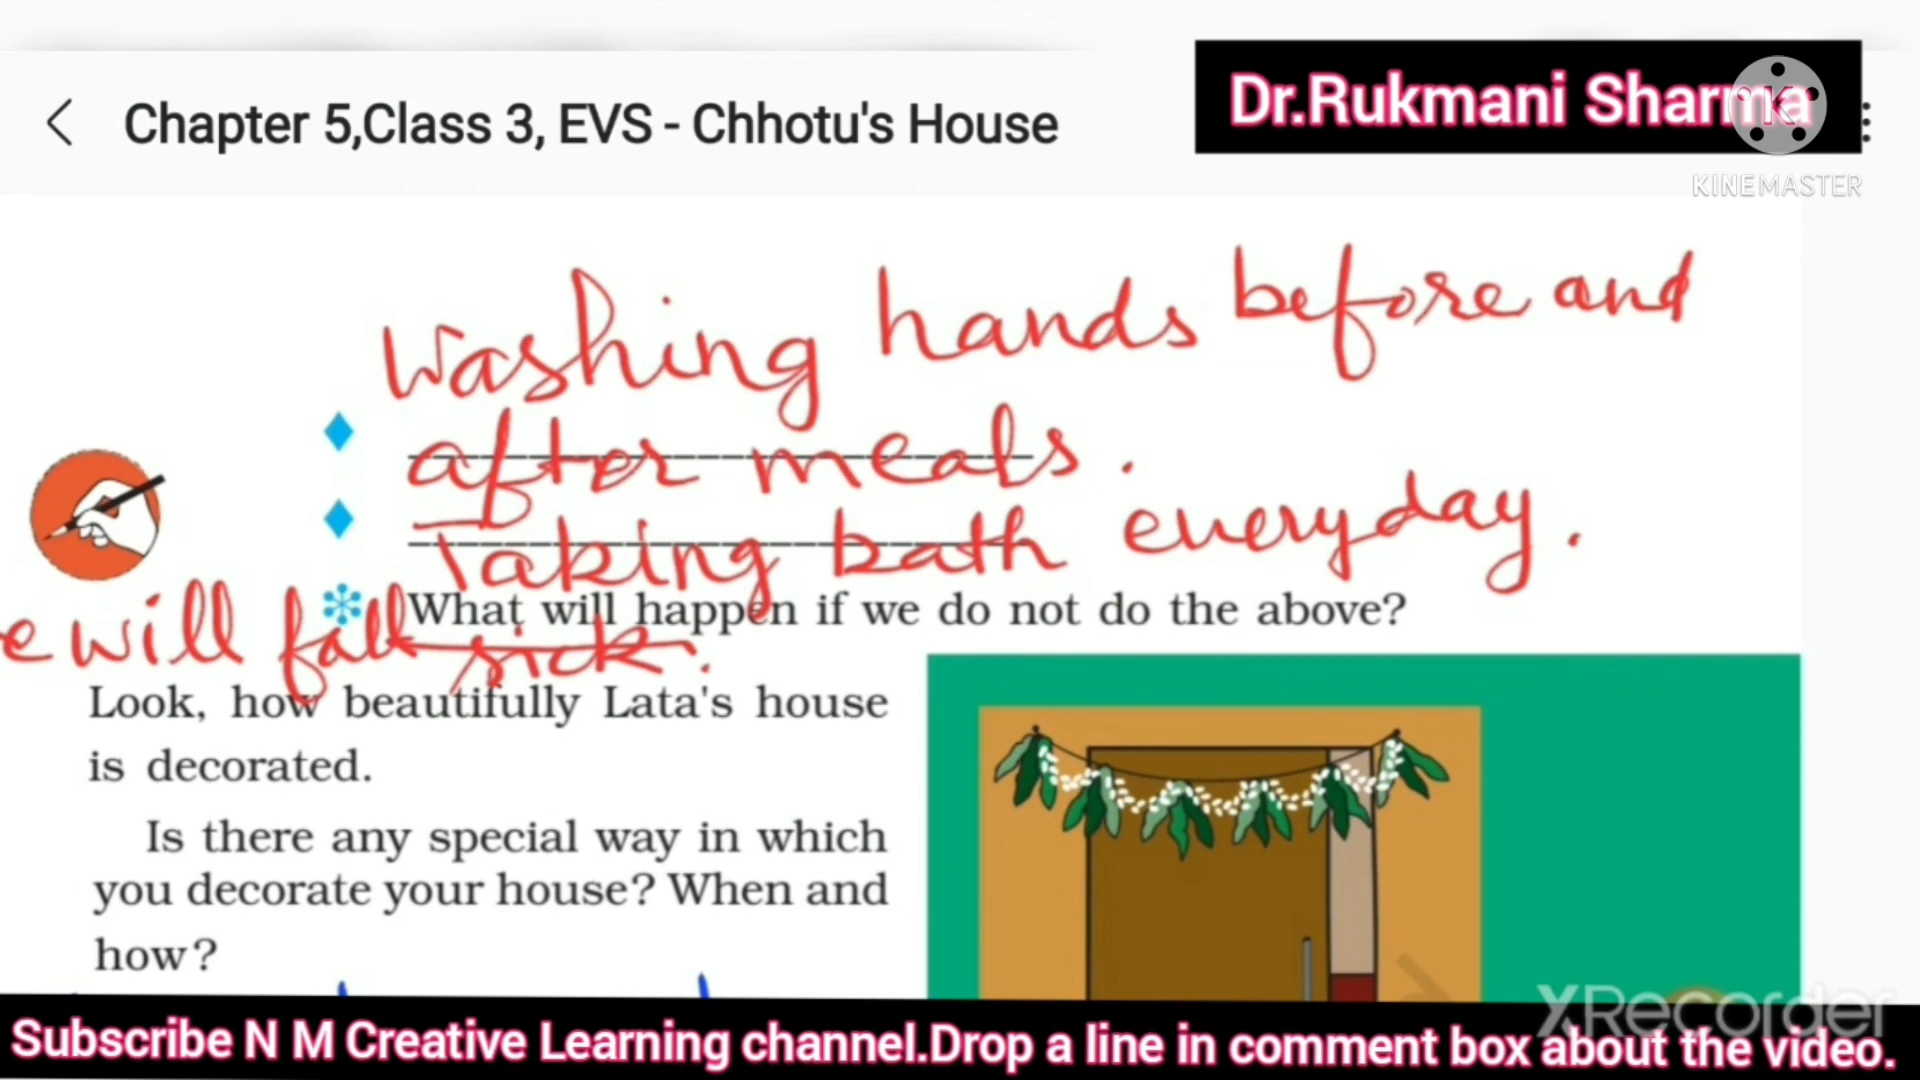 Dr.Rukmani Sharma
Chapter 5,Class 3, EVS - Chhotu's House
KINEMASTER
Washing hands before and
after meals.
Taking bath everyday.
What will happen if we do not do the above?
e will fall sick.
Look, how beautifully Lata's house
is decorated.
Is there any special way in which
you decorate your house? When and
how?
XRecorder
Subscribe N M Creative Learning channel.Drop a line in comment box about the video.